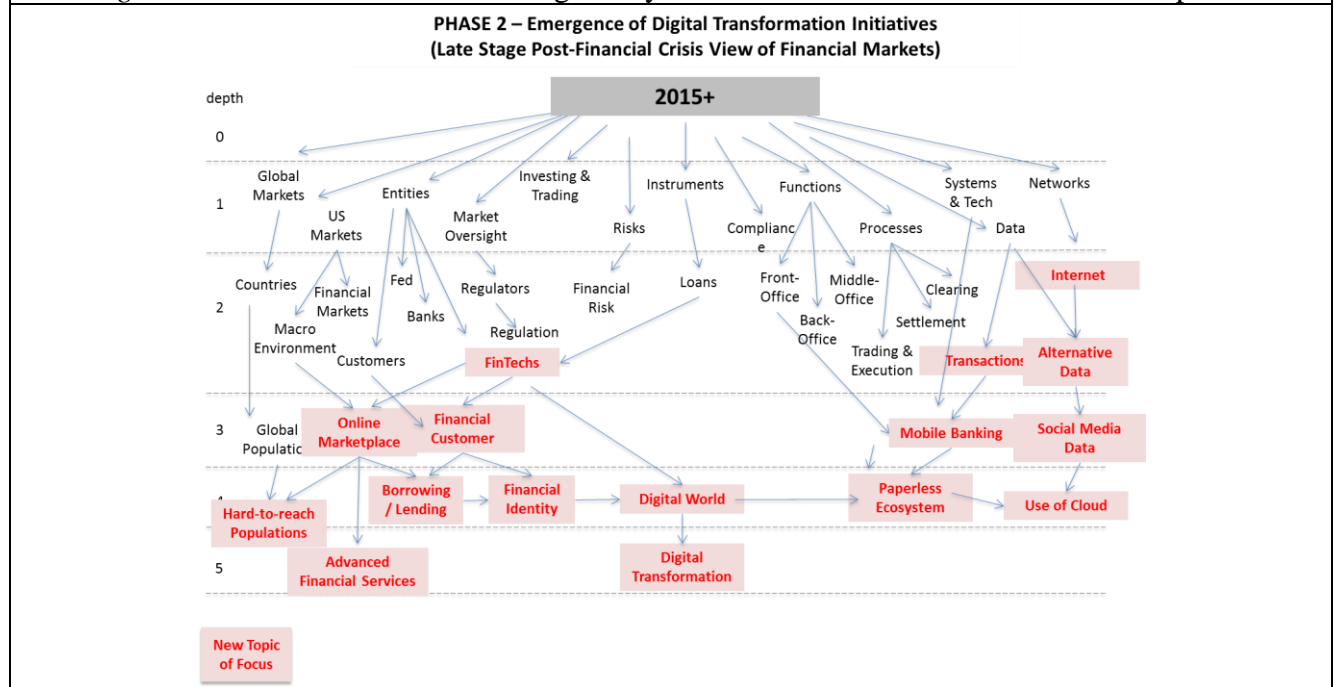 PHASE 2 – Emergence of Digital Transformation Initiatives
(Late Stage Post-Financial Crisis View of Financial Markets)
depth
2015+
0
Global
Markets
Entities
Investing &
Trading
Instruments
Functions
Systems
& Tech
Networks
1
US
Markets
Market
Oversight
Risks
Complianc
e
Processes
Data
Countries
Financial
Markets
Fed
Banks
Regulators
Financial
Risk
Loans
Front-
Office
Middle-
Office
Clearing
Internet
2
Macro
Environment
Customers
Regulation
FinTechs
Back-
Office
Settlement
Trading &
Execution
Transactions
Alternative
Data
3
Global
Populatic
Online
Marketplace
Financial
Customer
Mobile Banking
Social Media
Data
Hard-to-reach
Populations
Borrowing
/ Lending
Financial
Identity
Digital World
Paperless
Ecosystem
Use of Cloud
5
Advanced
Financial Services
Digital
Transformation
New Topic
of Focus